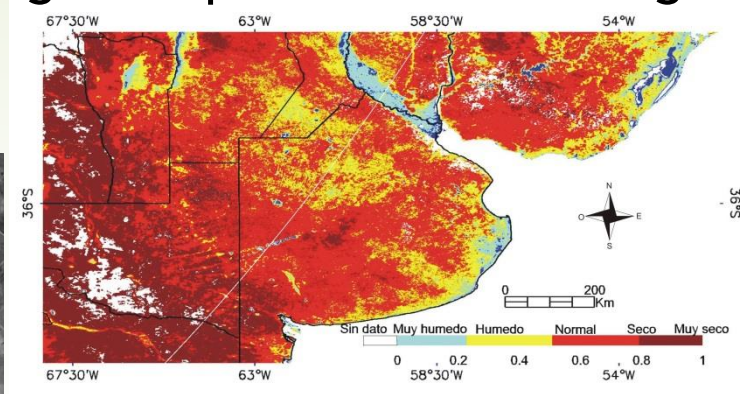 67°30'W 63°W 58°30'W 54°W
36°S 36°S
N
O E
S
0 200
Km
Sin dato Muy humedo Humedo Normal Seco Muy seco
0 0.2 0.4 0.6 0.8 1
67°30'W 63°W 58°30'W 54°W